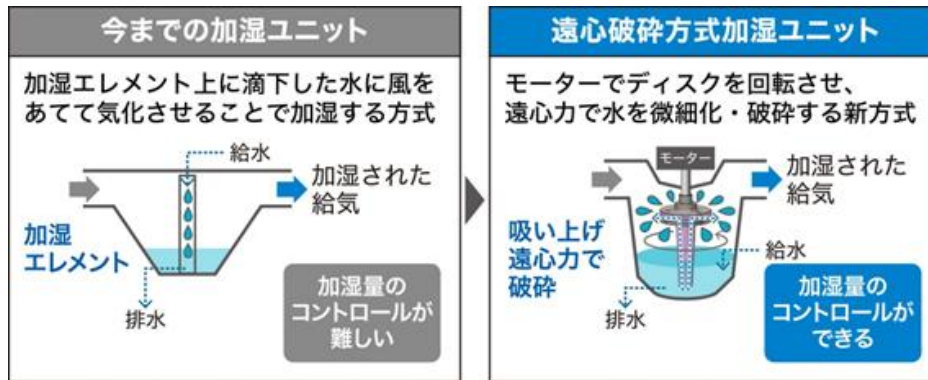 今までの加湿ユニット
加湿エレメント上に滴下した水に風を
あてて気化させることで加湿する方式
給水
加湿された
給気
加湿
エレメント
排水
加湿量の
コントロールが
難しい
遠心破砕方式加湿ユニット
モーターでディスクを回転させ、
遠心力で水を微細化・破砕する新方式
モーター
加湿された
給気
吸い上げ
遠心力で
破砕
給水
排水
加湿量の
コントロールが
できる